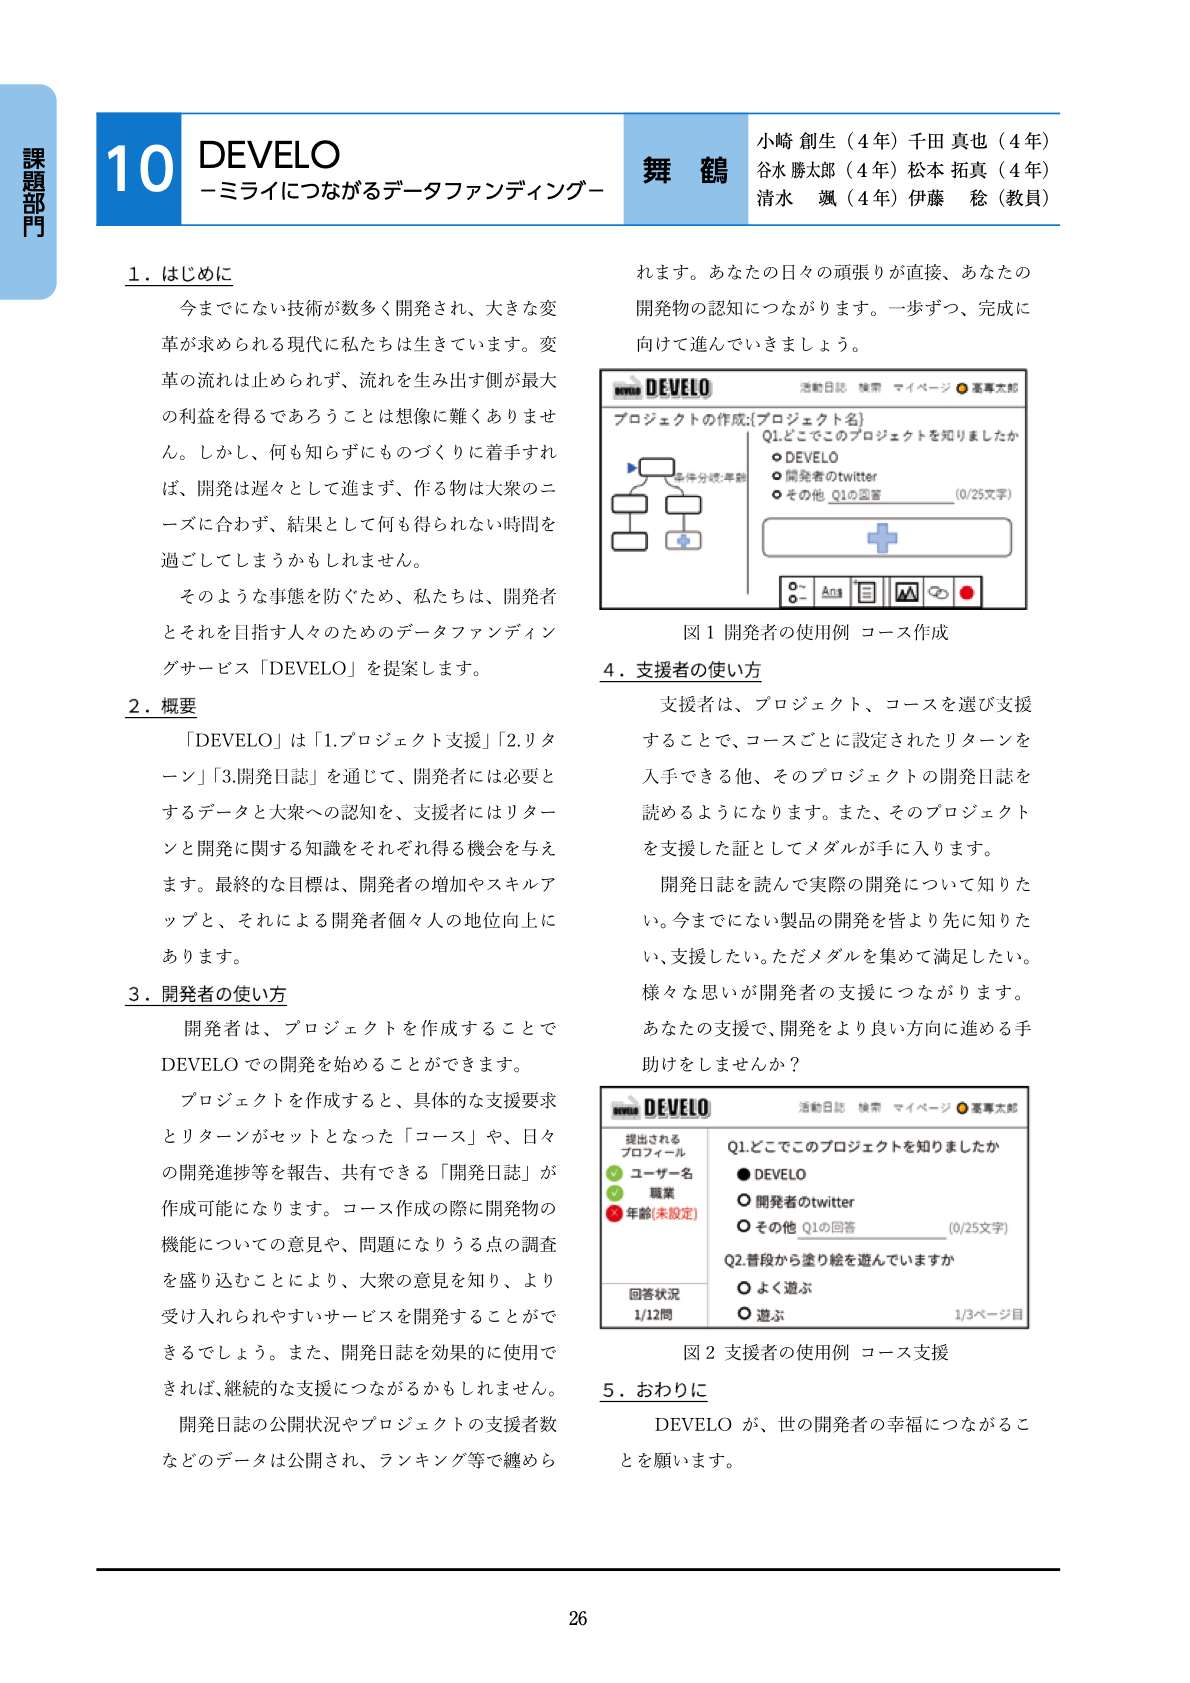 課題部門
10
DEVELO
－ミライにつながるデータファンディング－
舞　鶴
小崎 創生（４年）千田 真也（４年）
谷水 勝太郎（４年）松本 拓真（４年）
清水　颯（４年）伊藤　稔（教員）
１．はじめに
今までにない技術が数多く開発され、大きな変
革が求められる現代に私たちは生きています。変
革の流れは止められず、流れを生み出す側が最大
の利益を得るであろうことは想像に難くありませ
ん。しかし、何も知らずにものづくりに着手すれ
ば、開発は遅々として進まず、作る物は大衆のニ
ーズに合わず、結果として何も得られない時間を
過ごしてしまうかもしれません。
そのような事態を防ぐため、私たちは、開発者
とそれを目指す人々のためのデータファンディン
グサービス「DEVELO」を提案します。
２．概要
「DEVELO」は「1.プロジェクト支援」「2.リタ
ーン」「3.開発日誌」を通じて、開発者には必要と
するデータと大衆への認知を、支援者にはリター
ンと開発に関する知識をそれぞれ得る機会を与え
ます。最終的な目標は、開発者の増加やスキルア
ップと、それによる開発者個々人の地位向上に
あります。
３．開発者の使い方
開発者は、プロジェクトを作成することで
DEVELO での開発を始めることができます。
プロジェクトを作成すると、具体的な支援要求
とリターンがセットとなった「コース」や、日々
の開発進捗等を報告、共有できる「開発日誌」が
作成可能になります。コース作成の際に開発物の
機能についての意見や、問題になりうる点の調査
を盛り込むことにより、大衆の意見を知り、より
受け入れられやすいサービスを開発することがで
きるでしょう。また、開発日誌を効果的に使用で
きれば、継続的な支援につながるかもしれません。
開発日誌の公開状況やプロジェクトの支援者数
などのデータは公開され、ランキング等で纏めら
れます。あなたの日々の頑張りが直接、あなたの
開発物の認知につながります。一歩ずつ、完成に
向けて進んでいきましょう。
DEVELO DEVELO 活動日誌 検索 マイページ 高専太郎
プロジェクトの作成:{プロジェクト名}
Q1.どこでこのプロジェクトを知りましたか
DEVELO
開発者のtwitter
その他 Q1の回答 (0/25文字)
条件分岐:年齢
Ans
図 1 開発者の使用例 コース作成
４．支援者の使い方
支援者は、プロジェクト、コースを選び支援
することで、コースごとに設定されたリターンを
入手できる他、そのプロジェクトの開発日誌を
読めるようになります。また、そのプロジェクト
を支援した証としてメダルが手に入ります。
開発日誌を読んで実際の開発について知りた
い。今までにない製品の開発を皆より先に知りた
い、支援したい。ただメダルを集めて満足したい。
様々な思いが開発者の支援につながります。
あなたの支援で、開発をより良い方向に進める手
助けをしませんか？
DEVELO DEVELO 活動日誌 検索 マイページ 高専太郎
提出される
プロフィール
ユーザー名
職業
年齢(未設定)
回答状況
1/12問
Q1.どこでこのプロジェクトを知りましたか
DEVELO
開発者のtwitter
その他 Q1の回答 (0/25文字)
Q2.普段から塗り絵を遊んでいますか
よく遊ぶ
遊ぶ 1/3ページ目
図 2 支援者の使用例 コース支援
５．おわりに
DEVELO が、世の開発者の幸福につながるこ
とを願います。
26